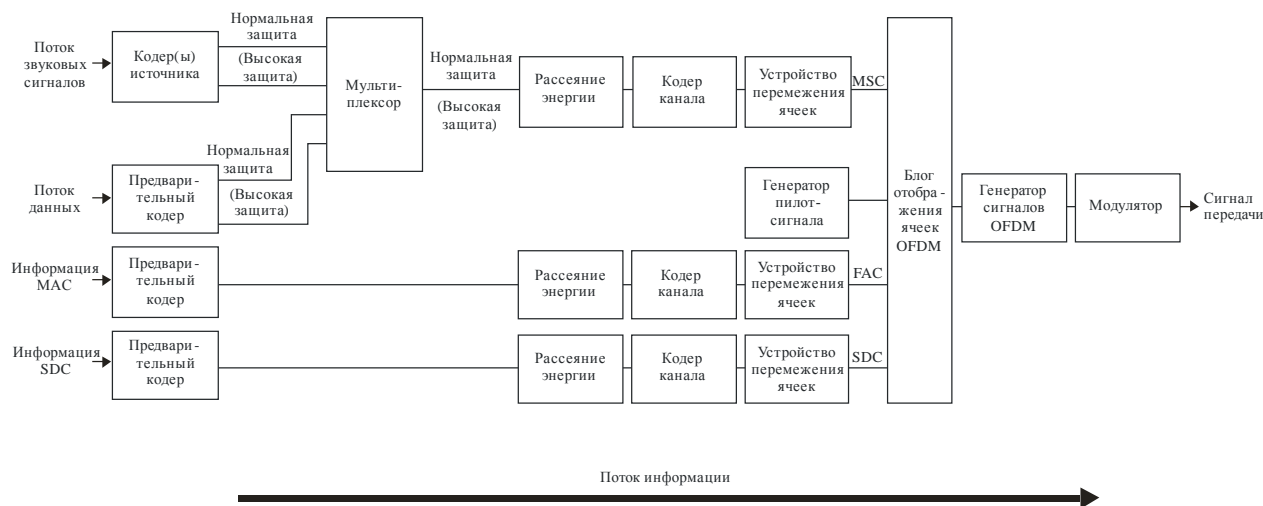 Поток
звуковых
сигналов
Кодер(ы)
источника
Нормальная
защита
(Высокая
защита)
Мульти-
плексор
Нормальная
защита
(Высокая
защита)
Рассеяние
энергии
Кодер
канала
Устройство
перемежения
ячеек
MSC
Поток
данных
Предвари-
тельный
кодер
Нормальная
защита
(Высокая
защита)
Генератор
пилот-
сигнала
Блог
отобра-
жения
ячеек
OFDM
Генератор
сигналов
OFDM
Модулятор
Сигнал
передачи
Информация
MAC
Предвари-
тельный
кодер
Рассеяние
энергии
Кодер
канала
Устройство
перемежения
ячеек
FAC
Информация
SDC
Предвари-
тельный
кодер
Рассеяние
энергии
Кодер
канала
Устройство
перемежения
ячеек
SDC
Поток информации